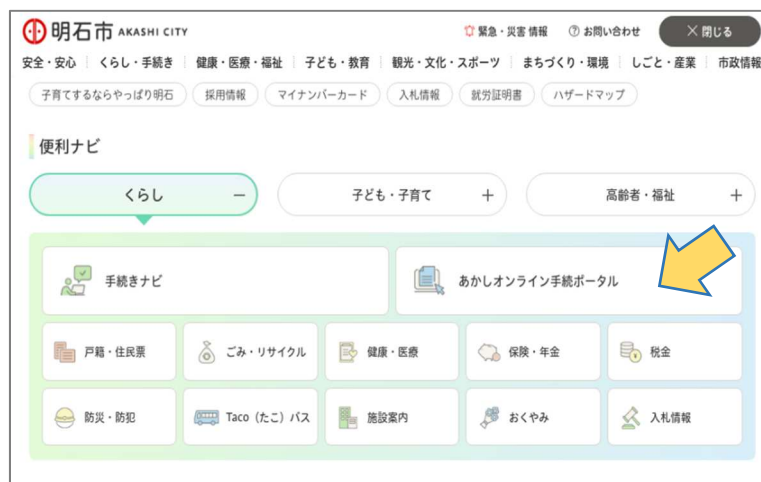 明石市 AKASHI CITY 緊急・災害情報 お問い合わせ ×閉じる
安全・安心 くらし・手続き 健康・医療・福祉 子ども・教育 観光・文化・スポーツ まちづくり・環境 しごと・産業 市政情報
子育てするならやっぱり明石 採用情報 マイナンバーカード 入札情報 就労証明書 ハザードマップ
便利ナビ
くらし － 子ども・子育て ＋ 高齢者・福祉 ＋
手続きナビ あかしオンライン手続ポータル
戸籍・住民票 ごみ・リサイクル 健康・医療 保険・年金 税金
防災・防犯 Taco（たこ）バス 施設案内 おくやみ 入札情報